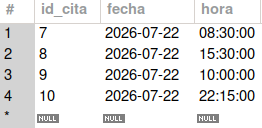 # id_cita fecha hora
1 7 2026-07-22 08:30:00
2 8 2026-07-22 15:30:00
3 9 2026-07-22 10:00:00
4 10 2026-07-22 22:15:00
* NULL NULL NULL